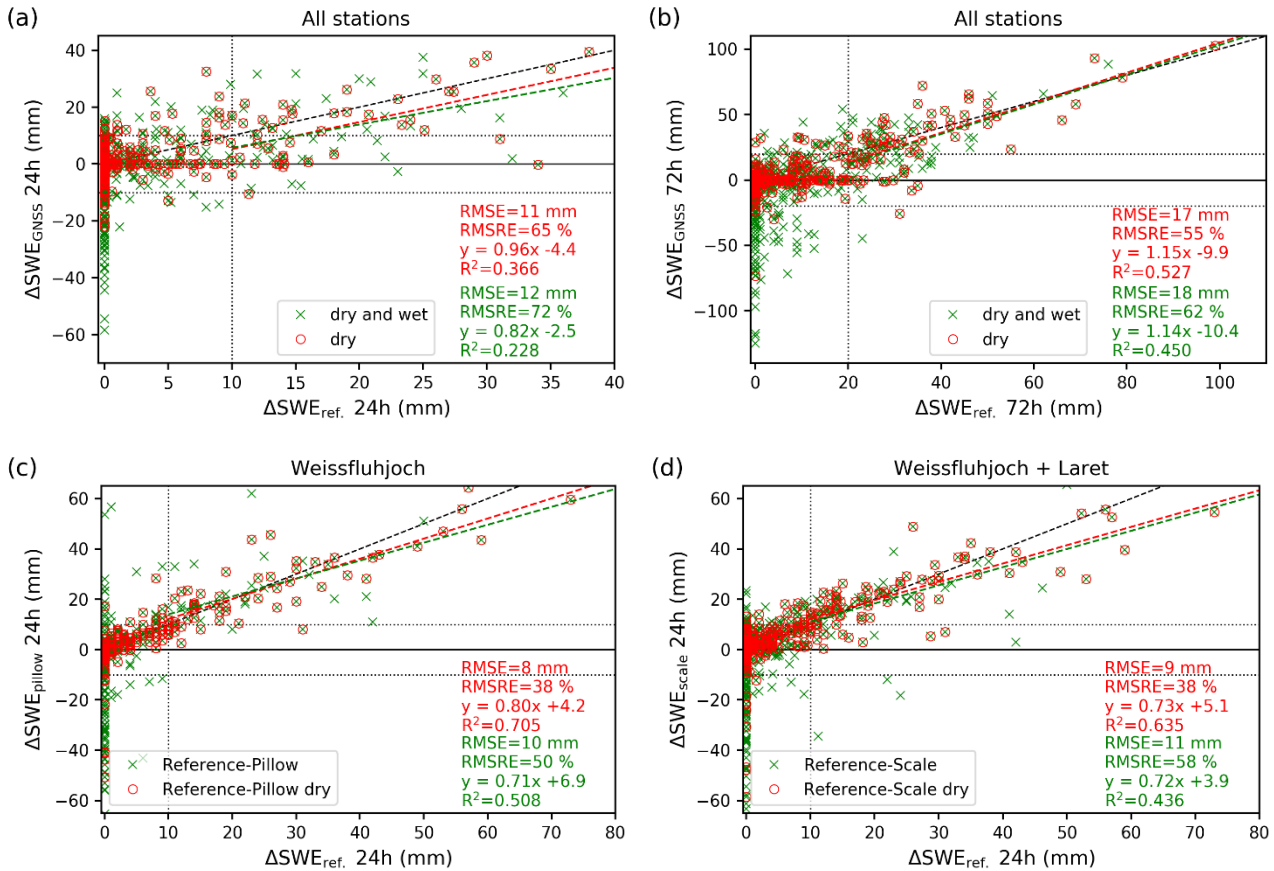 (a)
All stations
ΔSWE_GNSS 24h (mm)
40
20
0
−20
−40
−60
RMSE=11 mm
RMSRE=65 %
y = 0.96x -4.4
R²=0.366
RMSE=12 mm
RMSRE=72 %
y = 0.82x -2.5
R²=0.228
dry and wet
dry
0 5 10 15 20 25 30 35 40
ΔSWE_ref. 24h (mm)
(b)
All stations
ΔSWE_GNSS 72h (mm)
100
50
0
−50
−100
RMSE=17 mm
RMSRE=55 %
y = 1.15x -9.9
R²=0.527
RMSE=18 mm
RMSRE=62 %
y = 1.14x -10.4
R²=0.450
dry and wet
dry
0 20 40 60 80 100
ΔSWE_ref. 72h (mm)
(c)
Weissfluhjoch
ΔSWE_pillow 24h (mm)
60
40
20
0
−20
−40
−60
RMSE=8 mm
RMSRE=38 %
y = 0.80x +4.2
R²=0.705
RMSE=10 mm
RMSRE=50 %
y = 0.71x +6.9
R²=0.508
Reference-Pillow
Reference-Pillow dry
0 10 20 30 40 50 60 70 80
ΔSWE_ref. 24h (mm)
(d)
Weissfluhjoch + Laret
ΔSWE_scale 24h (mm)
60
40
20
0
−20
−40
−60
RMSE=9 mm
RMSRE=38 %
y = 0.73x +5.1
R²=0.635
RMSE=11 mm
RMSRE=58 %
y = 0.72x +3.9
R²=0.436
Reference-Scale
Reference-Scale dry
0 10 20 30 40 50 60 70 80
ΔSWE_ref. 24h (mm)